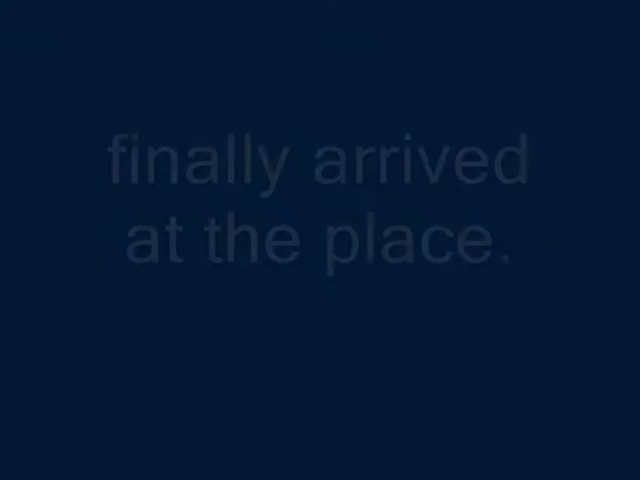 finally arrived
at the place.